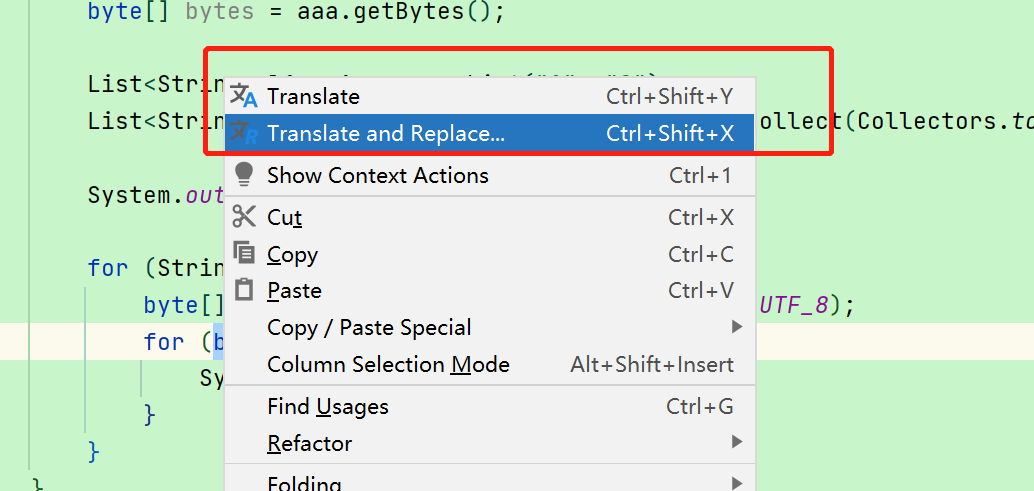 byte[] bytes = aaa.getBytes();
List<Strin
Translate Ctrl+Shift+Y
List<Strin Translate and Replace... Ctrl+Shift+X ollect(Collectors.to
Show Context Actions Ctrl+1
System.out
Cut Ctrl+X
Copy Ctrl+C
for (Strin
Paste Ctrl+V
byte[] UTF_8);
Copy / Paste Special
for (b
Column Selection Mode Alt+Shift+Insert
Sy
Find Usages Ctrl+G
}
Refactor
}
Folding
}